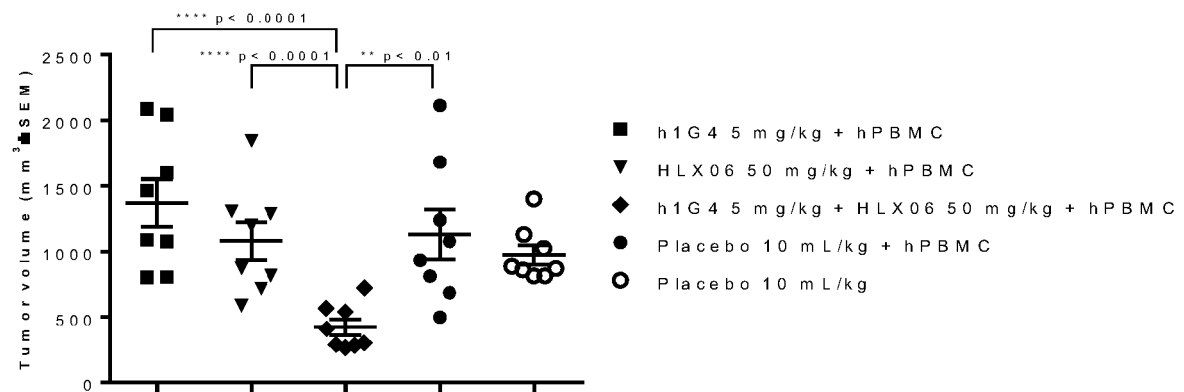 **** p < 0.0001
**** p < 0.0001
** p < 0.01
2500
2000
1500
1000
500
0
Tumor volume (mm³ SEM)
h1G4 5 mg/kg + hPBMC
HLX06 50 mg/kg + hPBMC
h1G4 5 mg/kg + HLX06 50 mg/kg + hPBMC
Placebo 10 mL/kg + hPBMC
Placebo 10 mL/kg